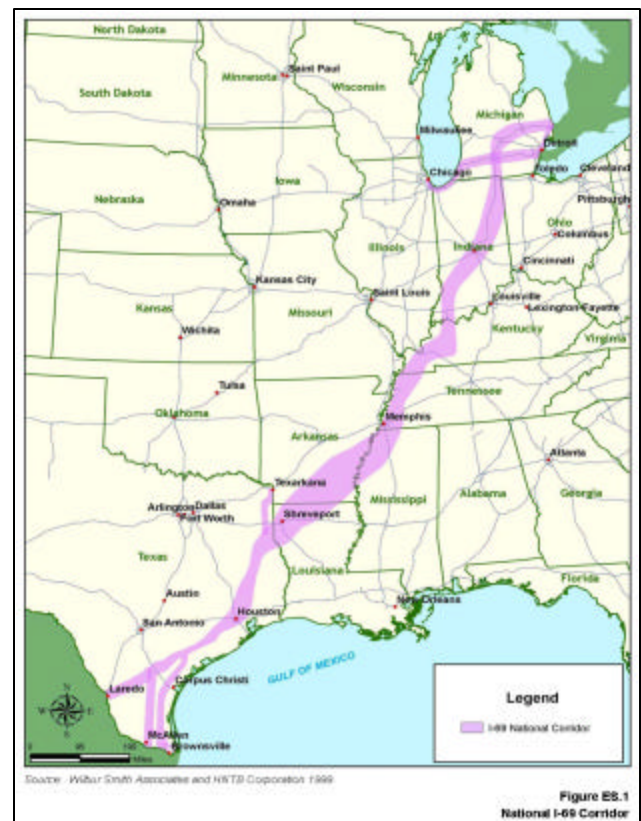 North Dakota
Saint Paul
Minnesota
Wisconsin
South Dakota
Michigan
Milwaukee
Detroit
Chicago
Toledo
Cleveland
Iowa
Nebraska
Omaha
Pittsburgh
Ohio
Columbus
Illinois
Indiana
Cincinnati
Kansas City
Saint Louis
Kansas
Missouri
Louisville
Lexington-Fayette
Kentucky
Virginia
Wichita
Tulsa
Tennessee
Oklahoma
Memphis
Arkansas
Atlanta
Texarkana
Mississippi
Alabama
Georgia
Arlington
Dallas
Fort Worth
Shreveport
Texas
Louisiana
Florida
Austin
New Orleans
Houston
San Antonio
GULF OF MEXICO
Corpus Christi
Laredo
N
W E
S
McAllen
Brownsville
Miles
Legend
I-69 National Corridor
Source: Wilbur Smith Associates and HNTB Corporation 1999
Figure ES.1
National I-69 Corridor